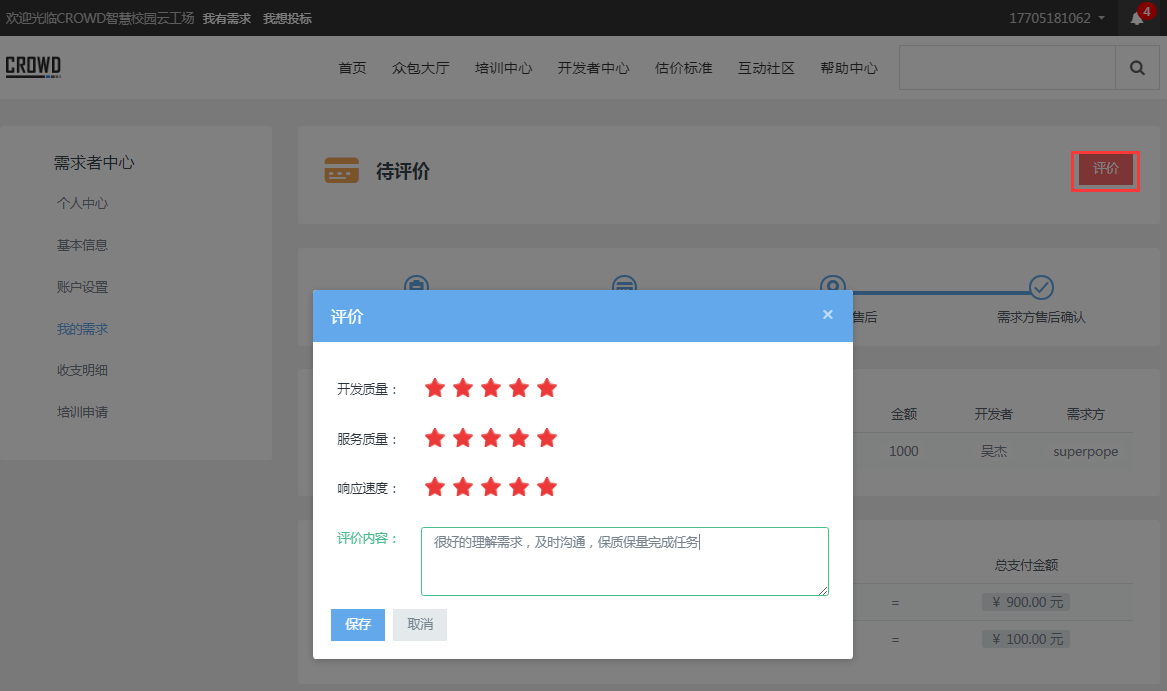 欢迎光临CROWD智慧校园云工场 我有需求 我想投标 17705181062 4
CROWD 首页 众包大厅 培训中心 开发者中心 估价标准 互动社区 帮助中心
需求者中心
个人中心
基本信息
账户设置
我的需求
收支明细
培训申请
待评价 评价
售后 需求方售后确认
评价 ×
开发质量：
服务质量：
响应速度：
评价内容： 很好的理解需求，及时沟通，保质保量完成任务
保存 取消
金额 开发者 需求方
1000 吴杰 superpope
总支付金额
= ¥ 900.00 元
= ¥ 100.00 元